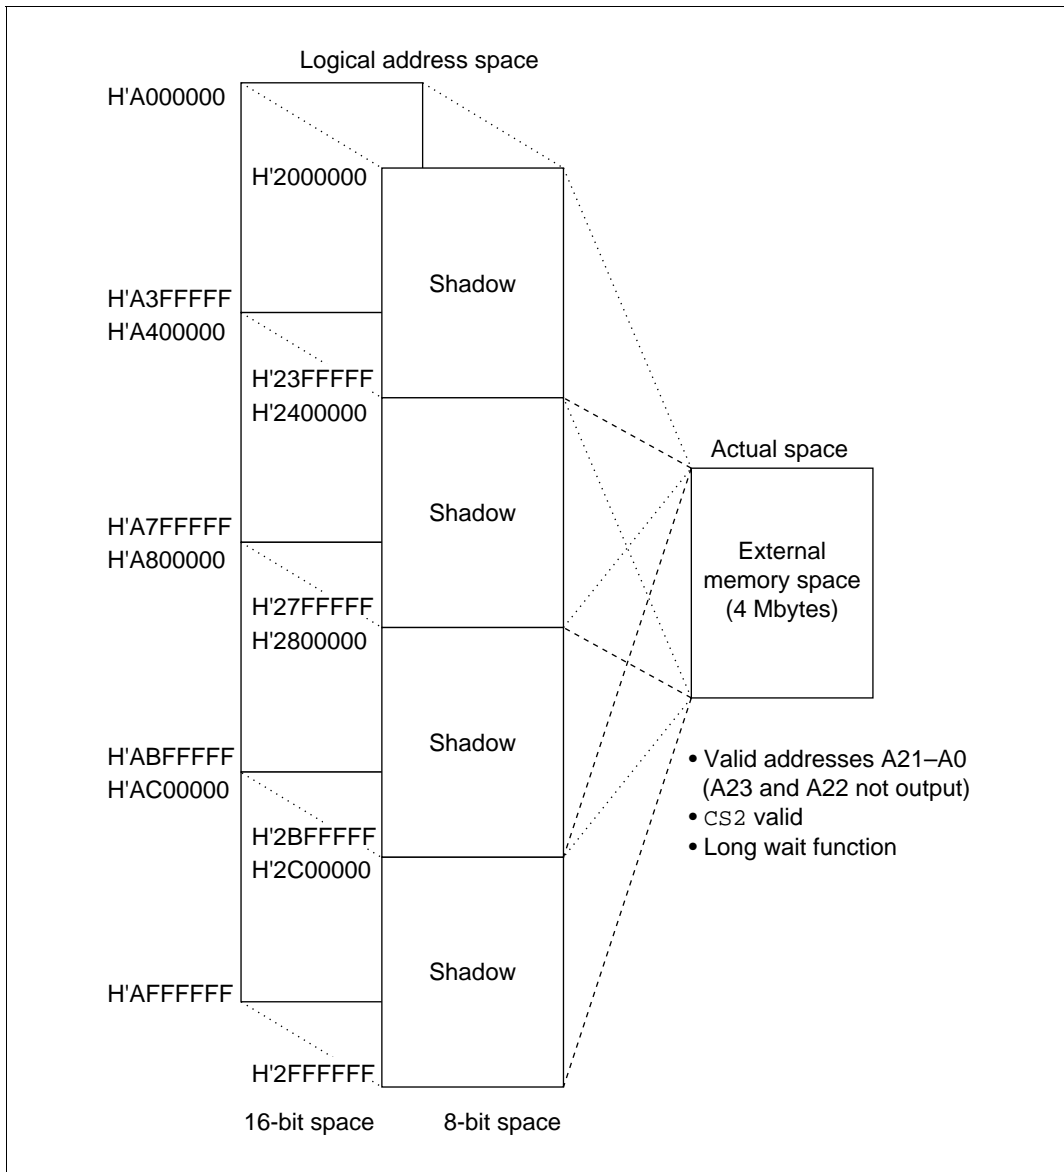 Logical address space
H'A000000
H'2000000
Shadow
H'A3FFFFF
H'A400000
H'23FFFFF
H'2400000
Actual space
Shadow
H'A7FFFFF
H'A800000
External
memory space
(4 Mbytes)
H'27FFFFF
H'2800000
Shadow
H'ABFFFFF
H'AC00000
• Valid addresses A21–A0
(A23 and A22 not output)
• CS2 valid
• Long wait function
H'2BFFFFF
H'2C00000
Shadow
H'AFFFFFF
H'2FFFFFF
16-bit space
8-bit space